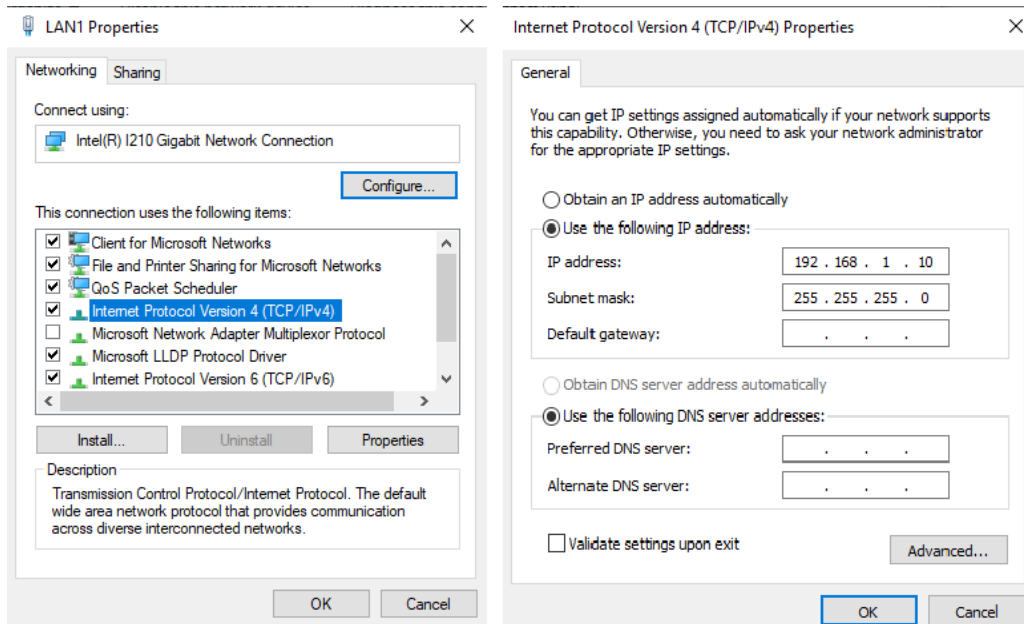 LAN1 Properties
Networking
Sharing
Connect using:
Intel(R) I210 Gigabit Network Connection
Configure...
This connection uses the following items:
Client for Microsoft Networks
File and Printer Sharing for Microsoft Networks
QoS Packet Scheduler
Internet Protocol Version 4 (TCP/IPv4)
Microsoft Network Adapter Multiplexor Protocol
Microsoft LLDP Protocol Driver
Internet Protocol Version 6 (TCP/IPv6)
Install...
Uninstall
Properties
Description
Transmission Control Protocol/Internet Protocol. The default
wide area network protocol that provides communication
across diverse interconnected networks.
OK
Cancel
Internet Protocol Version 4 (TCP/IPv4) Properties
General
You can get IP settings assigned automatically if your network supports
this capability. Otherwise, you need to ask your network administrator
for the appropriate IP settings.
Obtain an IP address automatically
Use the following IP address:
IP address:
192 . 168 . 1 . 10
Subnet mask:
255 . 255 . 255 . 0
Default gateway:
. . .
Obtain DNS server address automatically
Use the following DNS server addresses:
Preferred DNS server:
. . .
Alternate DNS server:
. . .
Validate settings upon exit
Advanced...
OK
Cancel